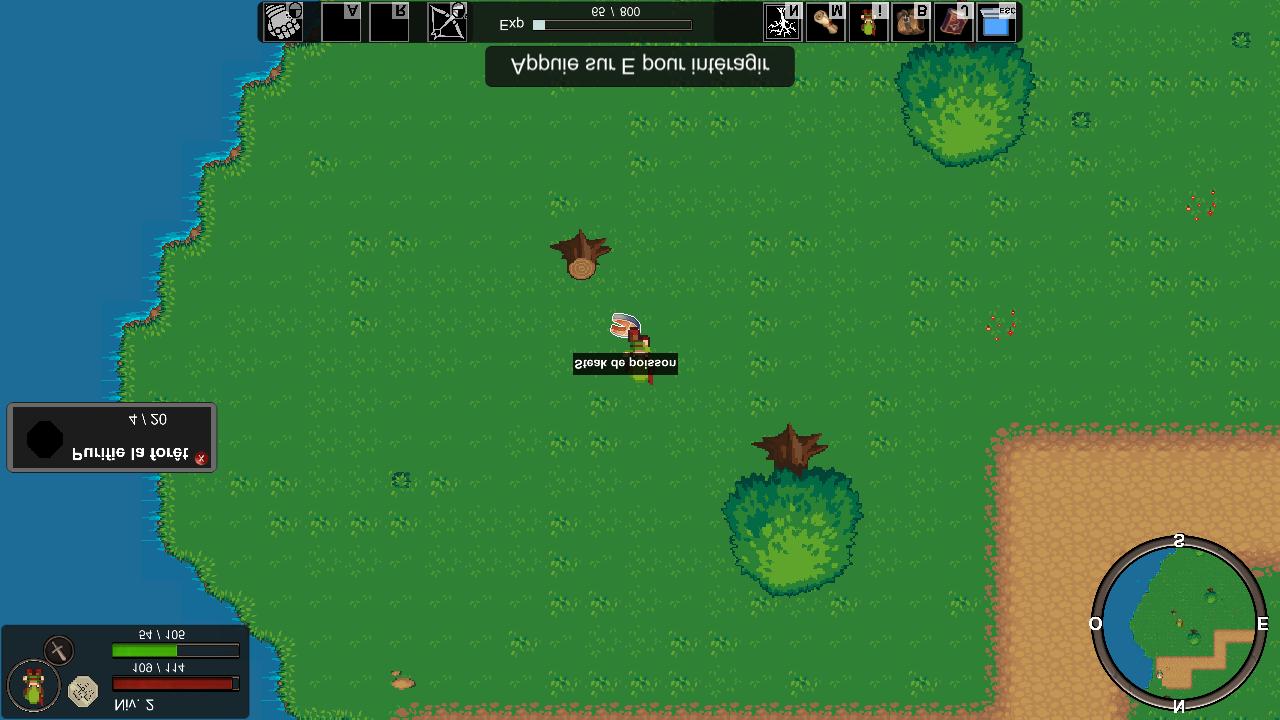 Niv. 2
109 / 114
54 / 105
N
O
E
S
Purifie la forêt
x
4 / 20
Steak de poisson
Appuie sur E pour intéragir
A
R
Exp
65 / 800
N
M
I
B
J
ESC